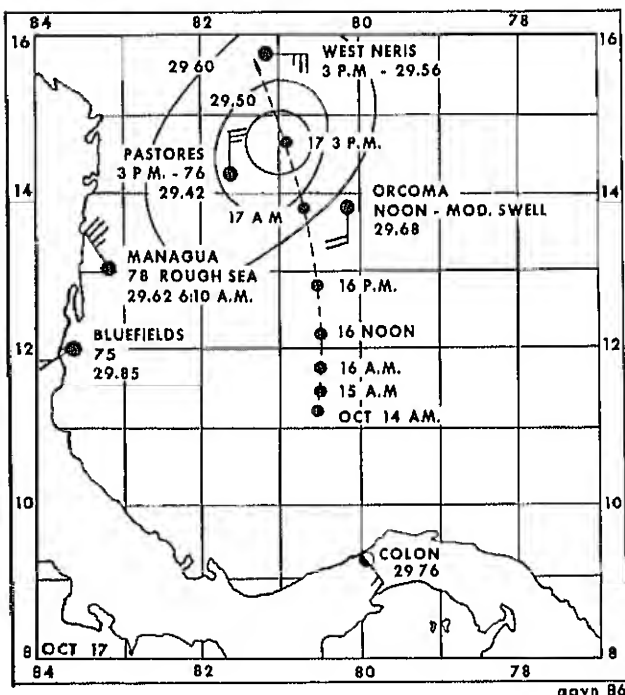 84 82 80 78
16 16
WEST NERIS
3 P.M - 29.56
29 60
29.50
17 3 P.M.
PASTORES
3 P.M. - 76
29.42
14 14
17 A M
ORCOMA
NOON - MOD. SWELL
29.68
MANAGUA
78 ROUGH SEA
29.62 6:10 A.M.
16 P.M.
BLUEFIELDS
75
29.85
16 NOON
12 12
16 A.M.
15 A.M
OCT 14 AM.
10 10
COLON
29 76
OCT 17
8 8
84 82 80 78
aavn 86